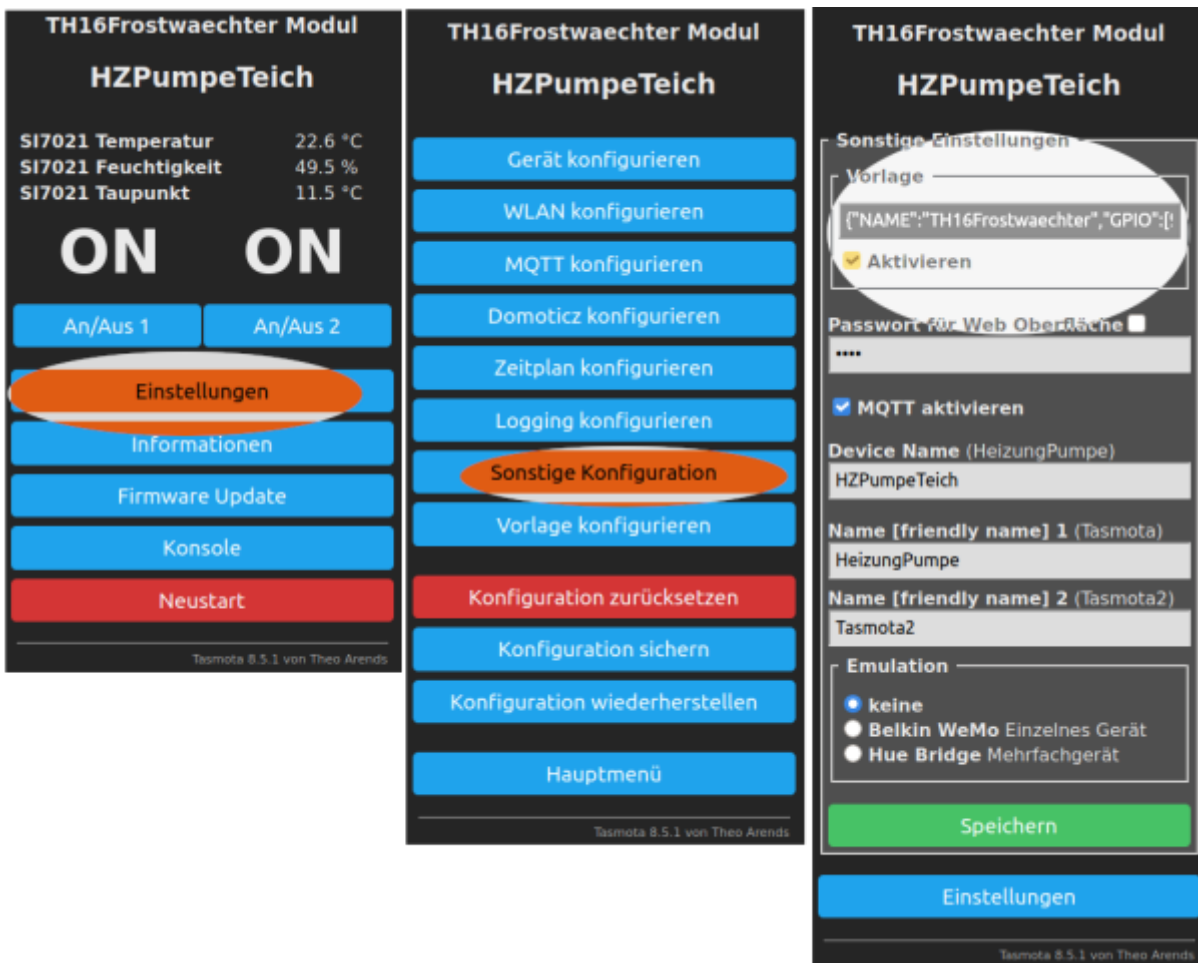 TH16Frostwaechter Modul
HZPumpeTeich
SI7021 Temperatur 22.6 °C
SI7021 Feuchtigkeit 49.5 %
SI7021 Taupunkt 11.5 °C
ON ON
An/Aus 1 An/Aus 2
Einstellungen
Informationen
Firmware Update
Konsole
Neustart
Tasmota 8.5.1 von Theo Arends
TH16Frostwaechter Modul
HZPumpeTeich
Gerät konfigurieren
WLAN konfigurieren
MQTT konfigurieren
Domoticz konfigurieren
Zeitplan konfigurieren
Logging konfigurieren
Sonstige Konfiguration
Vorlage konfigurieren
Konfiguration zurücksetzen
Konfiguration sichern
Konfiguration wiederherstellen
Hauptmenü
Tasmota 8.5.1 von Theo Arends
TH16Frostwaechter Modul
HZPumpeTeich
Sonstige Einstellungen
Vorlage
{"NAME":"TH16Frostwaechter","GPIO":[
Aktivieren
Passwort für Web Oberfläche
••••
MQTT aktivieren
Device Name (HeizungPumpe)
HZPumpeTeich
Name [friendly name] 1 (Tasmota)
HeizungPumpe
Name [friendly name] 2 (Tasmota2)
Tasmota2
Emulation
keine
Belkin WeMo Einzelnes Gerät
Hue Bridge Mehrfachgerät
Speichern
Einstellungen
Tasmota 8.5.1 von Theo Arends